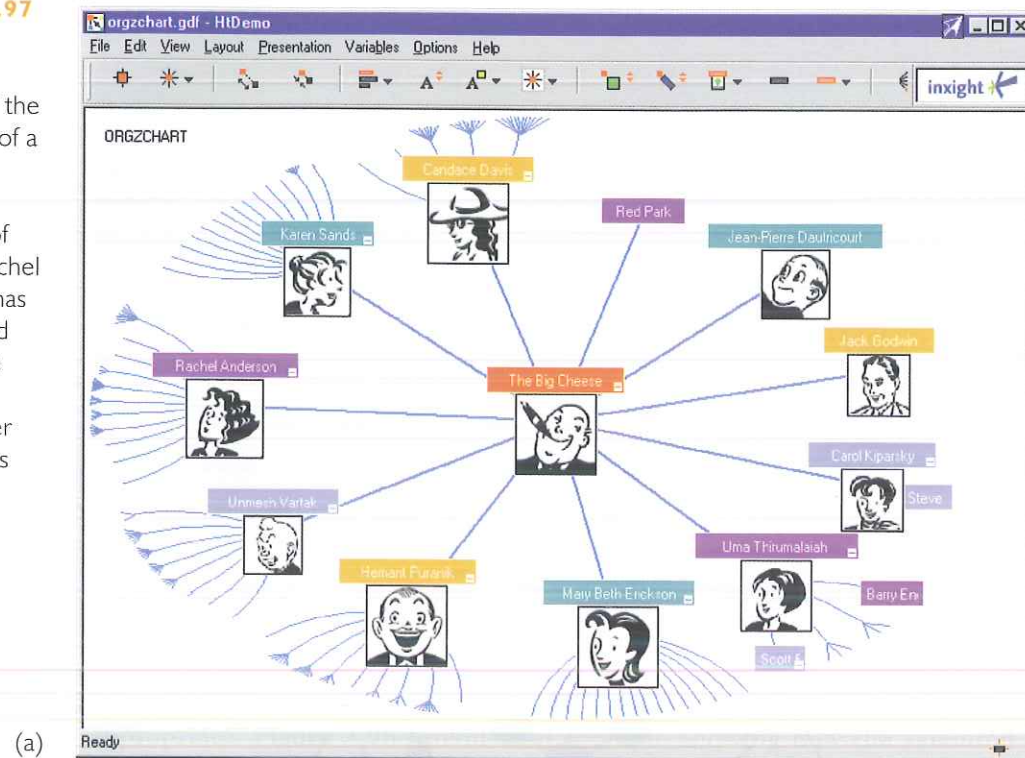 .97
the
of a
of
chel
has
d
er
s
(a)
orgzchart.gdf - HtDemo
File Edit View Layout Presentation Variables Options Help
inxight
ORGZCHART
Candace Davis
Red Park
Karen Sands
Jean-Pierre Dautricourt
Jack Godwin
Rachel Anderson
The Big Cheese
Carol Kiparsky
Steve
Unmesh Vartak
Uma Thirumalaiah
Hemant Puranik
Mary Beth Erickson
Barry Eri
Scott
Ready